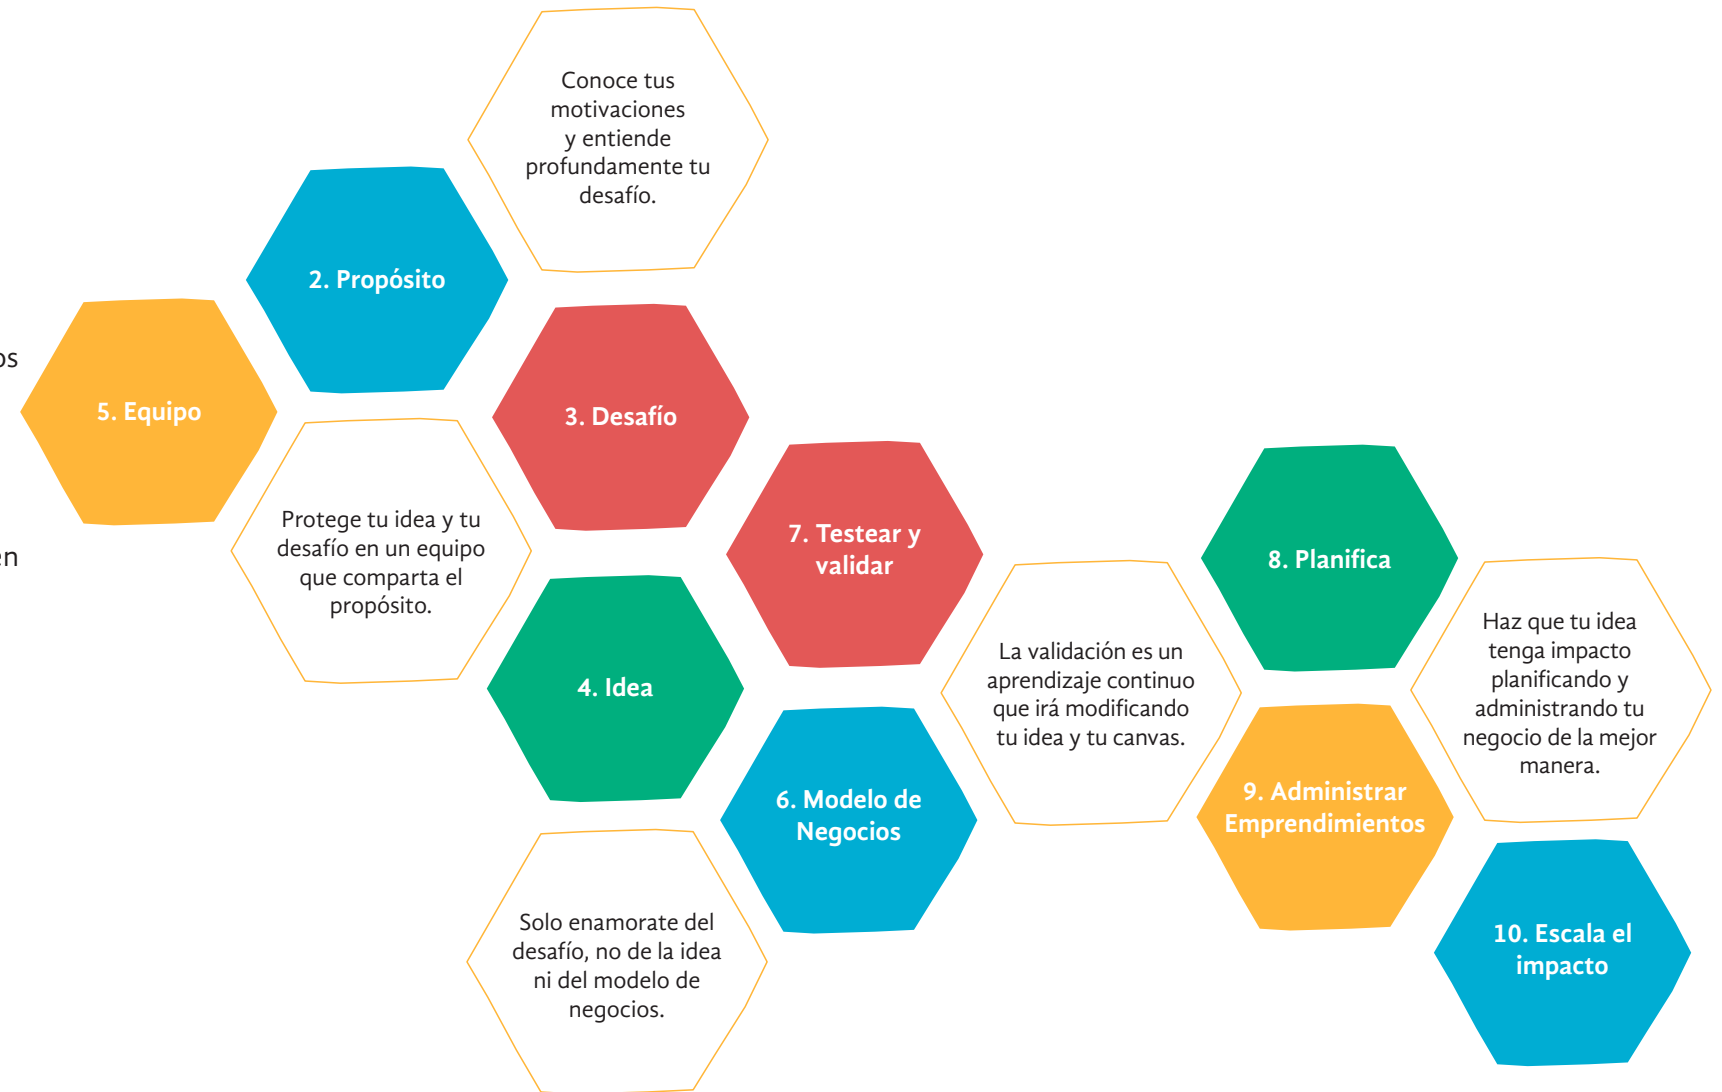 Conoce tus
motivaciones
y entiende
profundamente tu
desafío.
2. Propósito
5. Equipo
3. Desafío
Protege tu idea y tu
desafío en un equipo
que comparta el
propósito.
7. Testear y
validar
4. Idea
8. Planifica
La validación es un
aprendizaje continuo
que irá modificando
tu idea y tu canvas.
Haz que tu idea
tenga impacto
planificando y
administrando tu
negocio de la mejor
manera.
6. Modelo de
Negocios
9. Administrar
Emprendimientos
Solo enamorate del
desafío, no de la idea
ni del modelo de
negocios.
10. Escala el
impacto